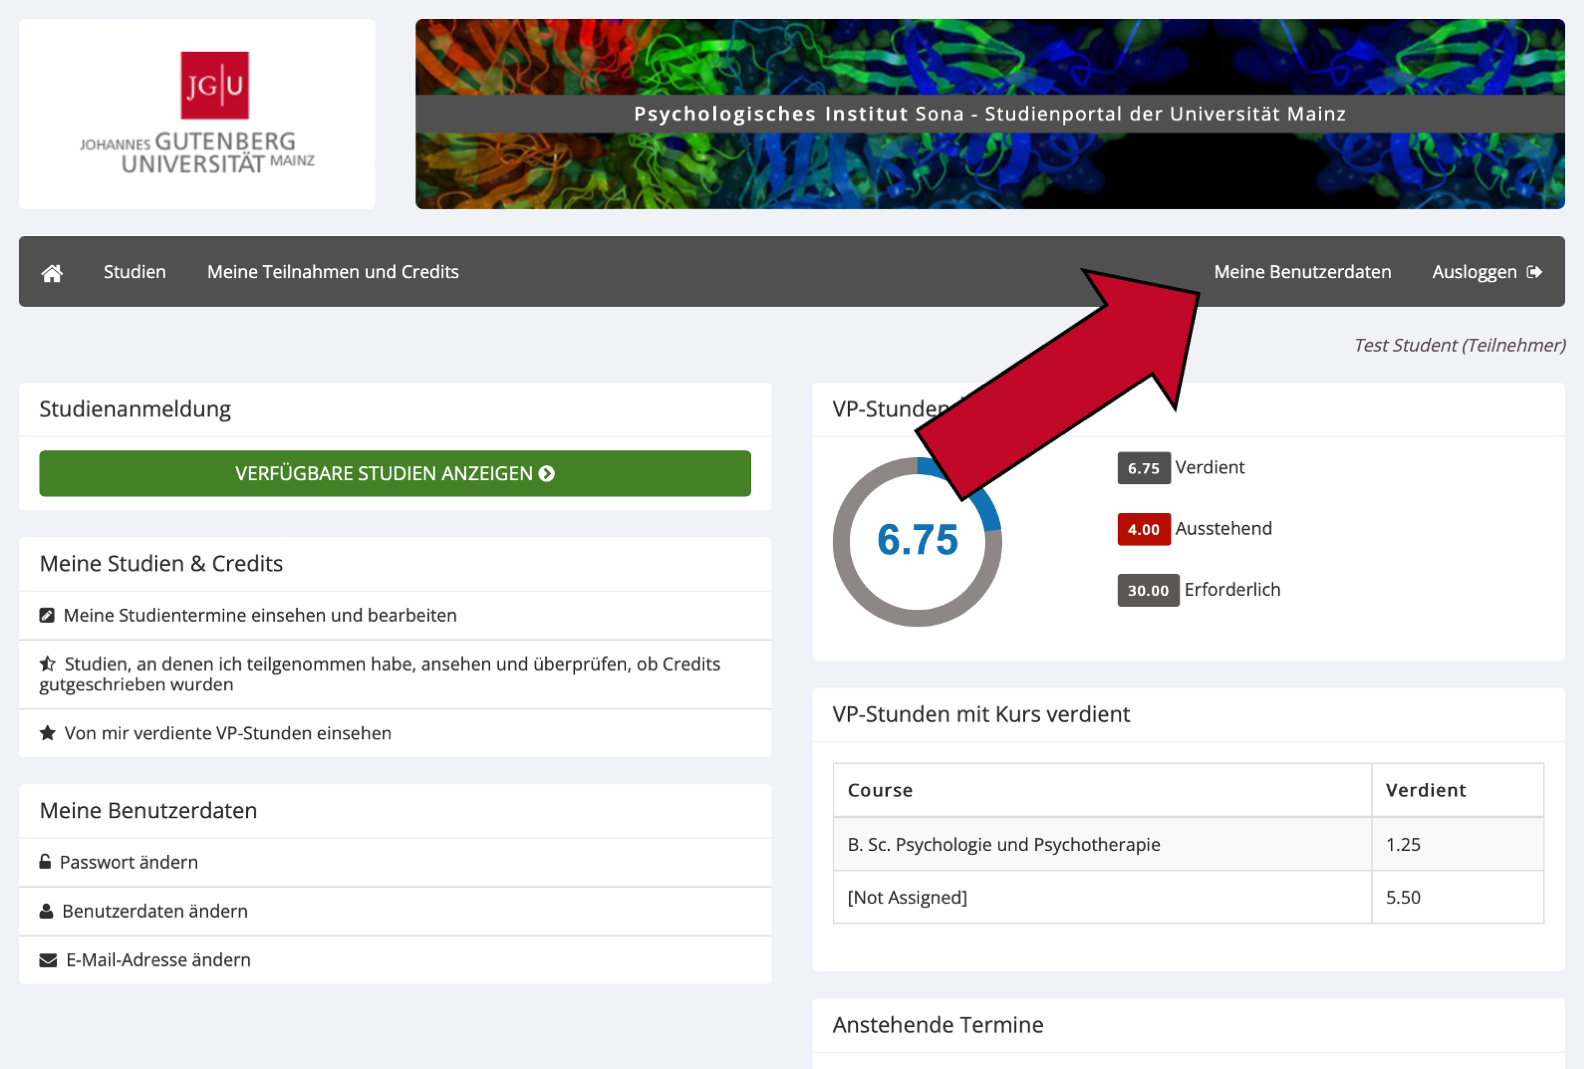 JG|U
JOHANNES GUTENBERG
UNIVERSITÄT MAINZ
Psychologisches Institut Sona - Studienportal der Universität Mainz
Studien
Meine Teilnahmen und Credits
Meine Benutzerdaten
Ausloggen
Test Student (Teilnehmer)
Studienanmeldung
VERFÜGBARE STUDIEN ANZEIGEN
Meine Studien & Credits
Meine Studientermine einsehen und bearbeiten
Studien, an denen ich teilgenommen habe, ansehen und überprüfen, ob Credits
gutgeschrieben wurden
Von mir verdiente VP-Stunden einsehen
Meine Benutzerdaten
Passwort ändern
Benutzerdaten ändern
E-Mail-Adresse ändern
VP-Stunden
6.75
6.75 Verdient
4.00 Ausstehend
30.00 Erforderlich
VP-Stunden mit Kurs verdient
Course Verdient
B. Sc. Psychologie und Psychotherapie 1.25
[Not Assigned] 5.50
Anstehende Termine